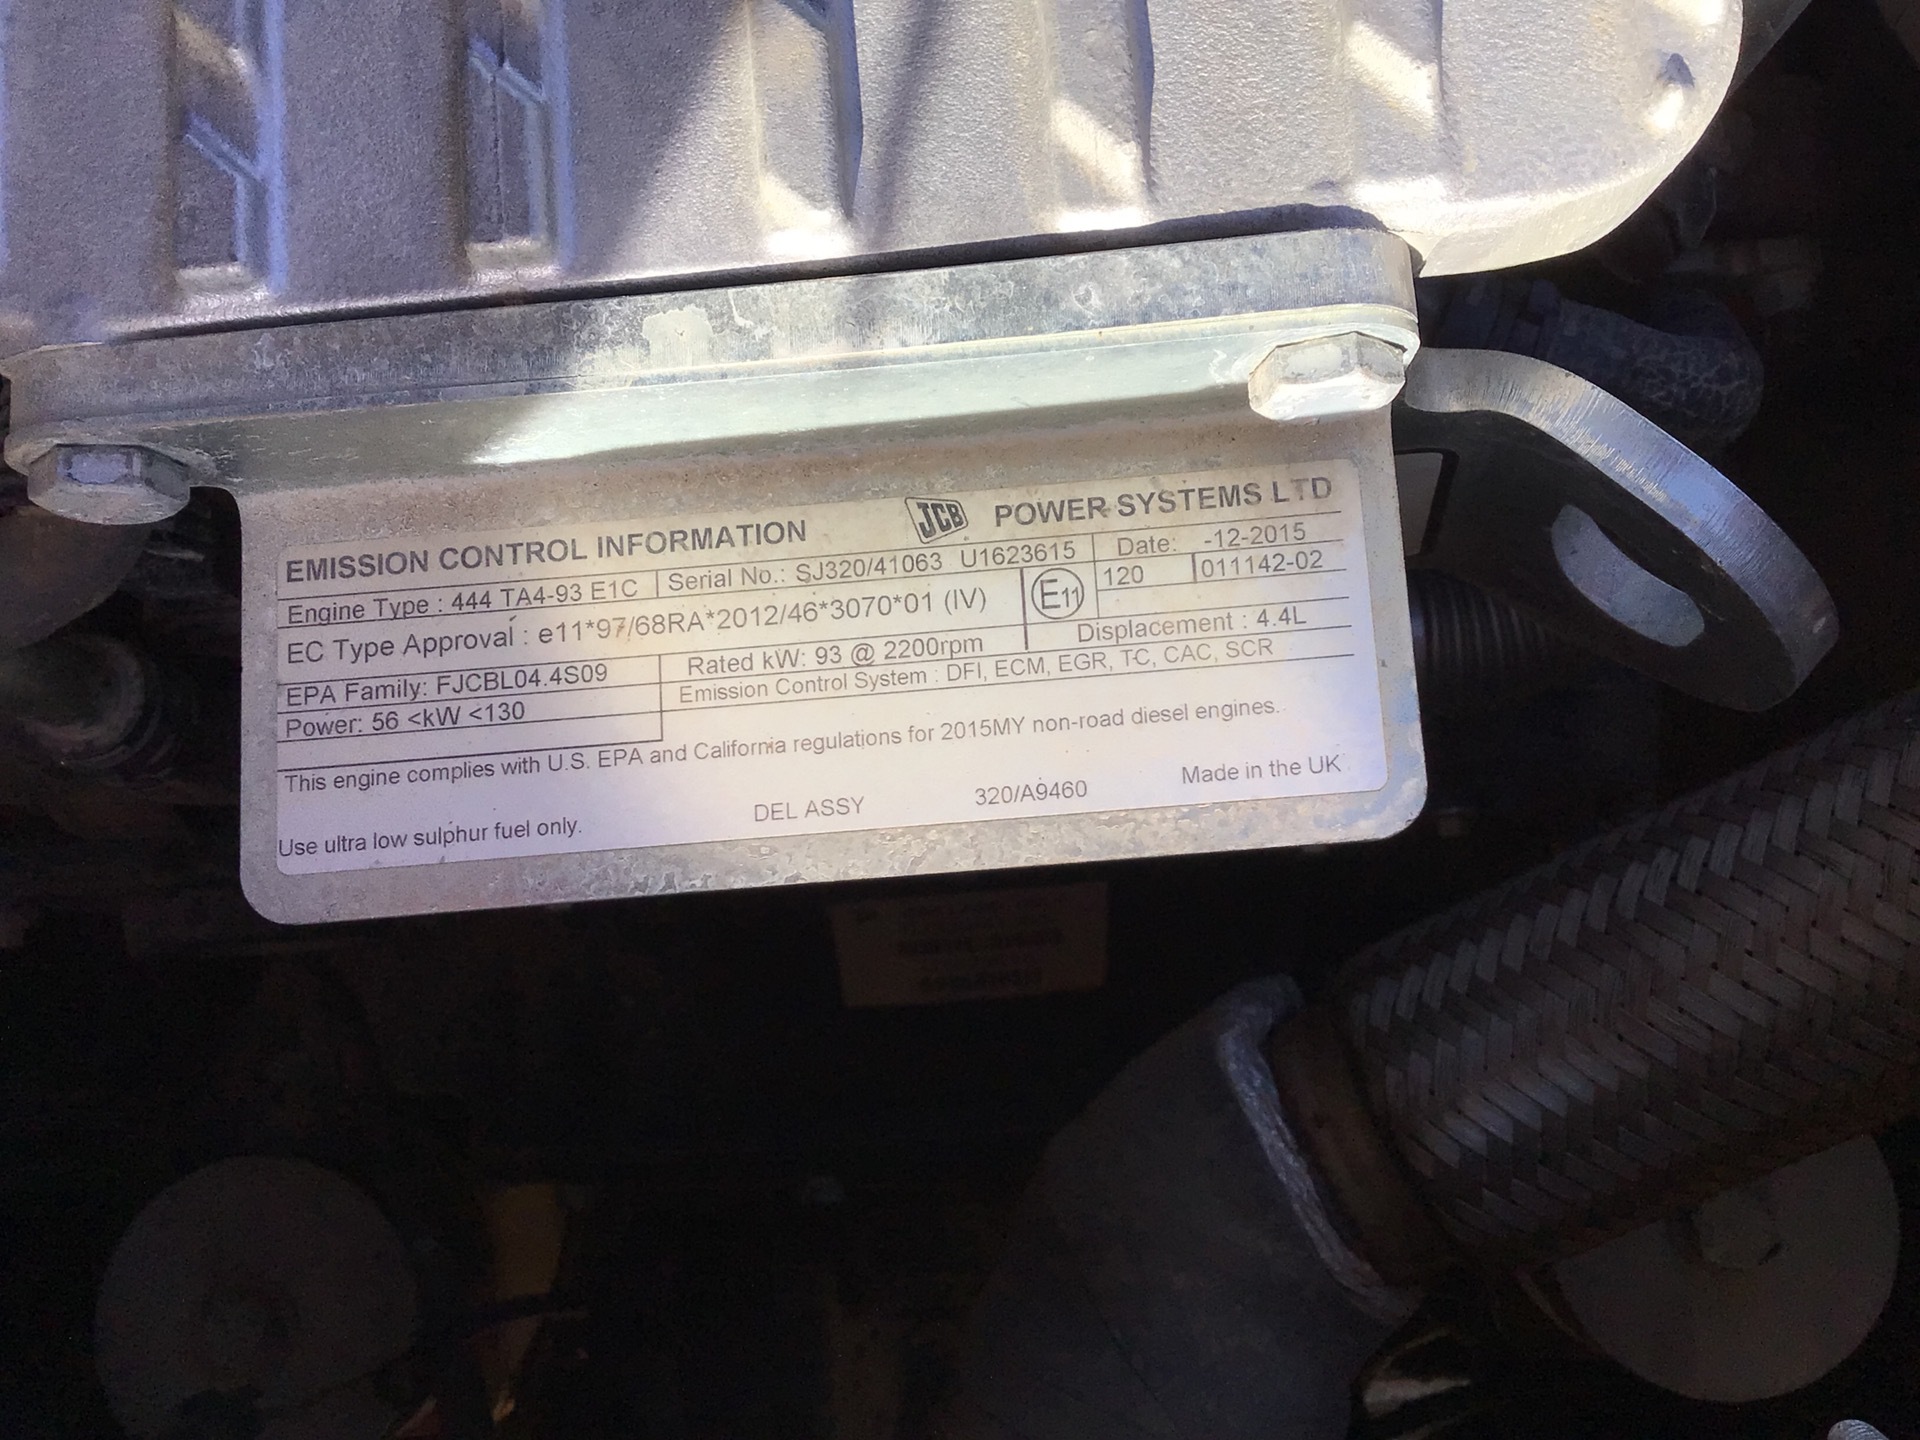 EMISSION CONTROL INFORMATION JCB POWER SYSTEMS LTD
Engine Type : 444 TA4-93 E1C Serial No.: SJ320/41063 U1623615 Date: -12-2015
EC Type Approval : e11*97/68RA*2012/46*3070*01 (IV) E11 120 011142-02
EPA Family: FJCBL04.4S09 Rated kW: 93 @ 2200rpm Displacement : 4.4L
Power: 56 <kW <130 Emission Control System : DFI, ECM, EGR, TC, CAC, SCR
This engine complies with U.S. EPA and California regulations for 2015MY non-road diesel engines.
Use ultra low sulphur fuel only. DEL ASSY 320/A9460 Made in the UK